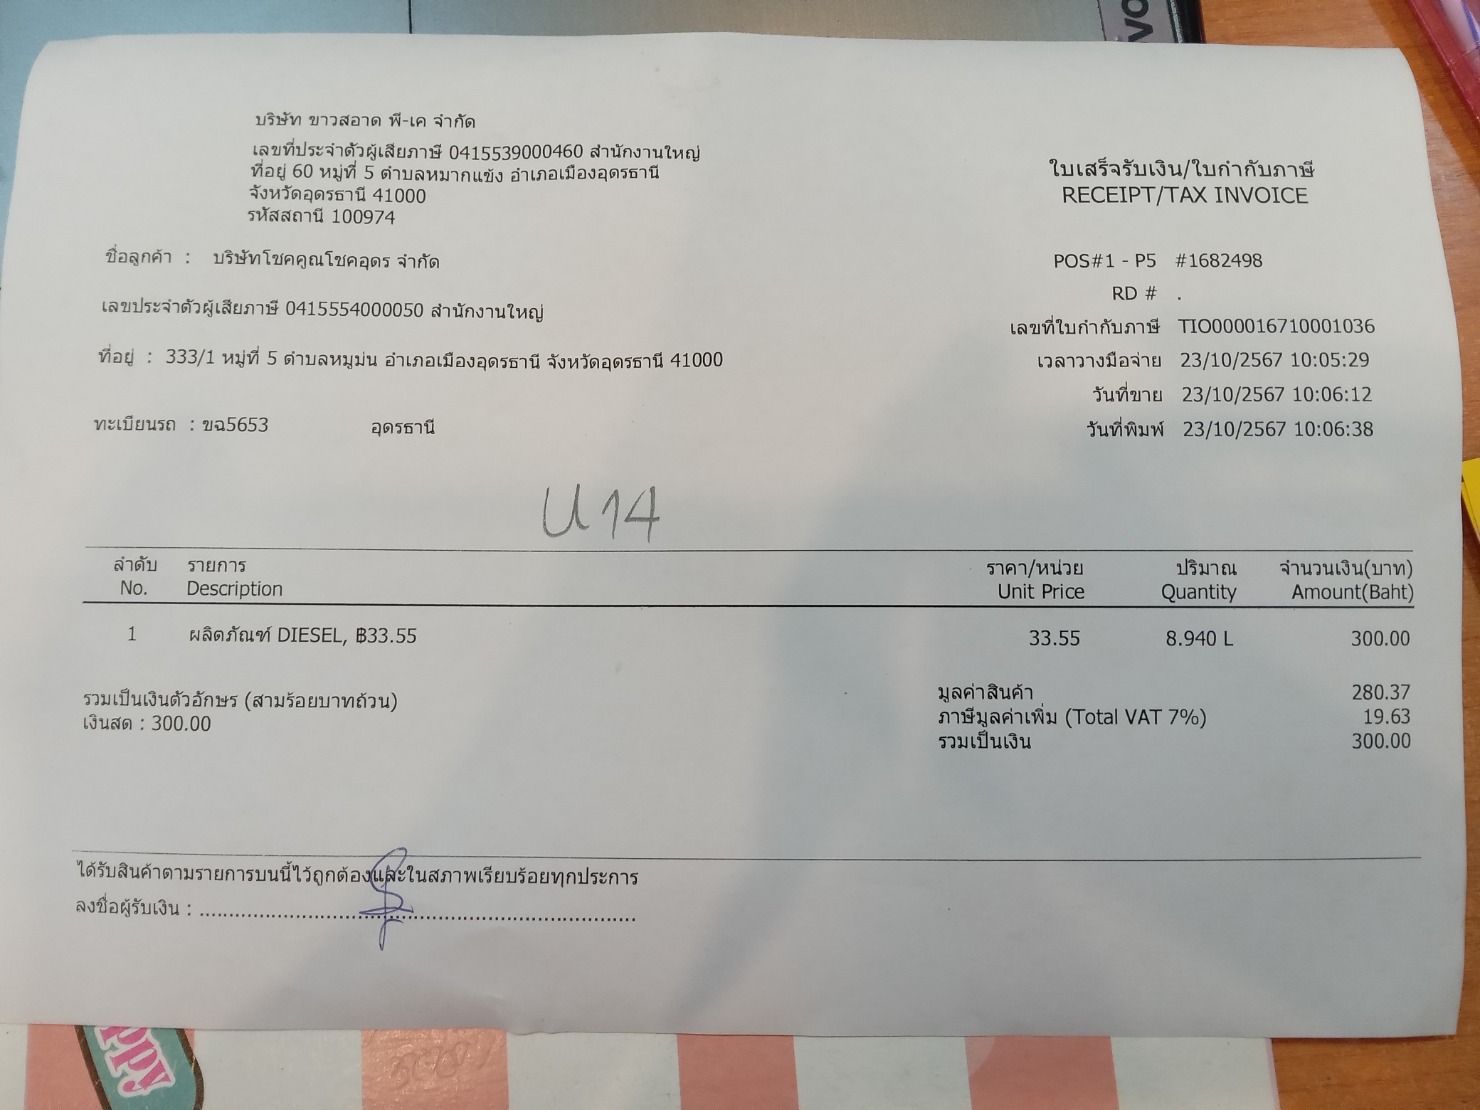 vo
บริษัท ขาวสอาด พี-เค จำกัด
เลขที่ประจำตัวผู้เสียภาษี 0415539000460 สำนักงานใหญ่
ที่อยู่ 60 หมู่ที่ 5 ตำบลหมากแข้ง อำเภอเมืองอุดรธานี
จังหวัดอุดรธานี 41000
รหัสสถานี 100974
ใบเสร็จรับเงิน/ใบกำกับภาษี
RECEIPT/TAX INVOICE
ชื่อลูกค้า : บริษัทโชคคูณโชคอุดร จำกัด
เลขประจำตัวผู้เสียภาษี 0415554000050 สำนักงานใหญ่
ที่อยู่ : 333/1 หมู่ที่ 5 ตำบลหมูม่น อำเภอเมืองอุดรธานี จังหวัดอุดรธานี 41000
ทะเบียนรถ : ขฉ5653 อุดรธานี
POS#1 - P5 #1682498
RD # .
เลขที่ใบกำกับภาษี TIO000016710001036
เวลาวางมือจ่าย 23/10/2567 10:05:29
วันที่ขาย 23/10/2567 10:06:12
วันที่พิมพ์ 23/10/2567 10:06:38
U14
ลำดับ รายการ ราคา/หน่วย ปริมาณ จำนวนเงิน(บาท)
No. Description Unit Price Quantity Amount(Baht)
1 ผลิตภัณฑ์ DIESEL, ฿33.55 33.55 8.940 L 300.00
รวมเป็นเงินตัวอักษร (สามร้อยบาทถ้วน)
เงินสด : 300.00
มูลค่าสินค้า 280.37
ภาษีมูลค่าเพิ่ม (Total VAT 7%) 19.63
รวมเป็นเงิน 300.00
ได้รับสินค้าตามรายการบนนี้ไว้ถูกต้องและในสภาพเรียบร้อยทุกประการ
ลงชื่อผู้รับเงิน : ..........................................................................
ppy